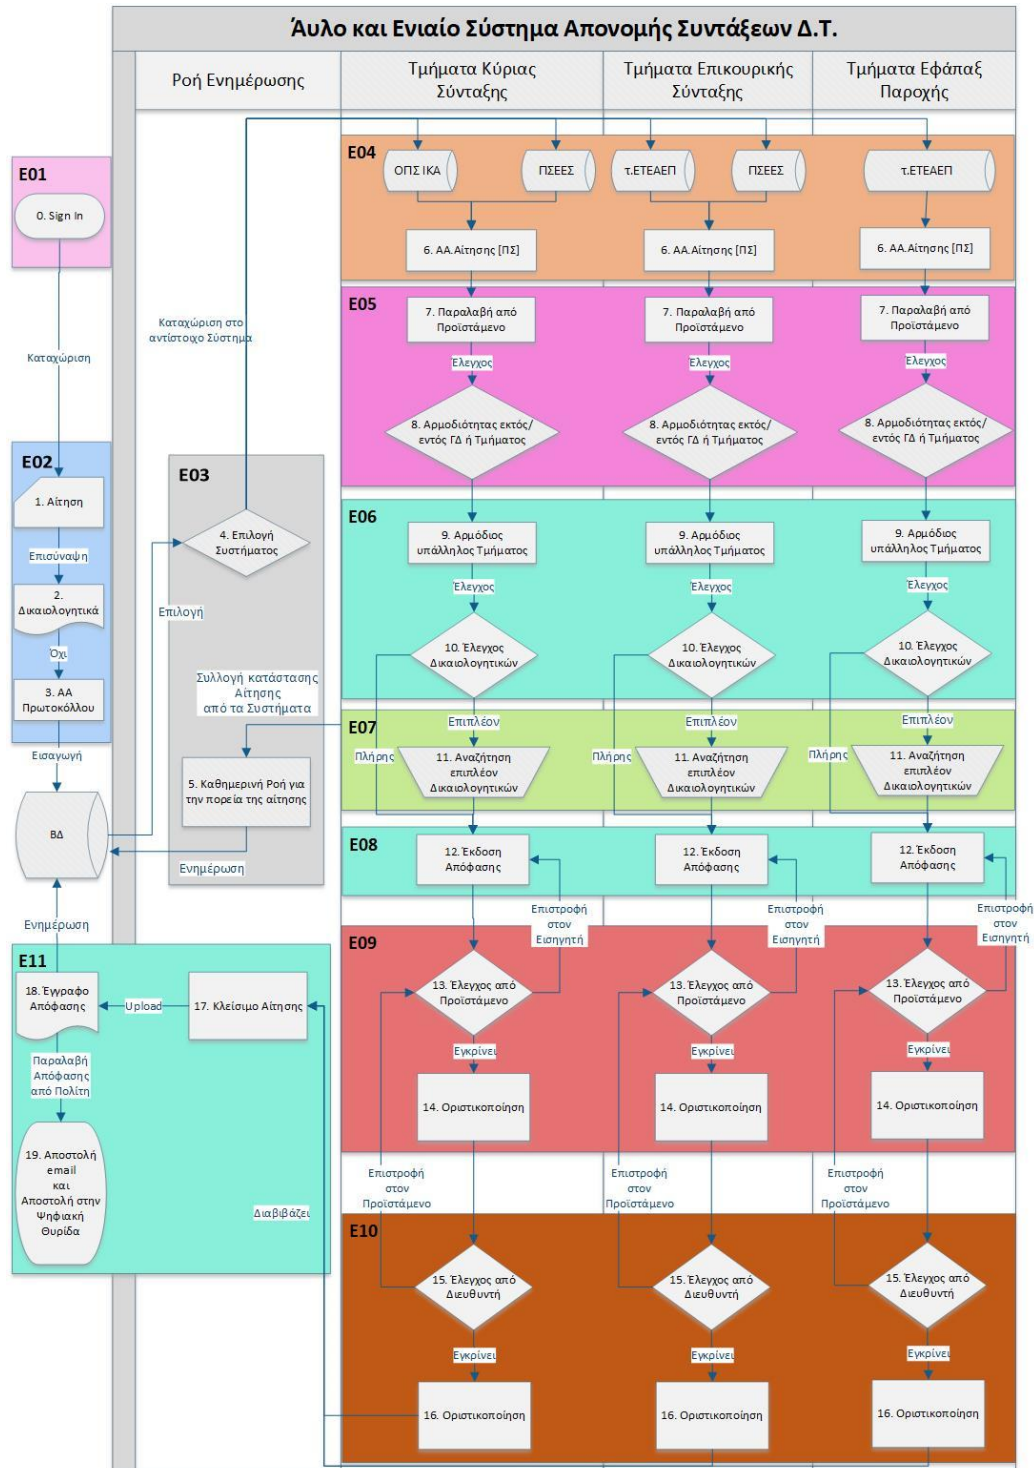 Άυλο και Ενιαίο Σύστημα Απονομής Συντάξεων Δ.Τ.
Ροή Ενημέρωσης
Τμήματα Κύριας
Σύνταξης
Τμήματα Επικουρικής
Σύνταξης
Τμήματα Εφάπαξ
Παροχής
E01
0. Sign In
Καταχώριση
E02
1. Αίτηση
Επισύναψη
2.
Δικαιολογητικά
Όχι
3. ΑΑ
Πρωτοκόλλου
Εισαγωγή
ΒΔ
Ενημέρωση
E03
4. Επιλογή
Συστήματος
Επιλογή
Καταχώριση στο
αντίστοιχο Σύστημα
Συλλογή κατάστασης
Αίτησης
από τα Συστήματα
5. Καθημερινή Ροή για
την πορεία της αίτησης
Ενημέρωση
E04
ΟΠΣ ΙΚΑ
ΠΣΕΕΣ
τ.ΕΤΕΑΕΠ
ΠΣΕΕΣ
τ.ΕΤΕΑΕΠ
6. ΑΑ.Αίτησης [ΠΣ]
6. ΑΑ.Αίτησης [ΠΣ]
6. ΑΑ.Αίτησης [ΠΣ]
E05
7. Παραλαβή από
Προϊστάμενο
7. Παραλαβή από
Προϊστάμενο
7. Παραλαβή από
Προϊστάμενο
Έλεγχος
Έλεγχος
Έλεγχος
8. Αρμοδιότητας εκτός/
εντός ΓΔ ή Τμήματος
8. Αρμοδιότητας εκτός/
εντός ΓΔ ή Τμήματος
8. Αρμοδιότητας εκτός/
εντός ΓΔ ή Τμήματος
E06
9. Αρμόδιος
υπάλληλος Τμήματος
9. Αρμόδιος
υπάλληλος Τμήματος
9. Αρμόδιος
υπάλληλος Τμήματος
Έλεγχος
Έλεγχος
Έλεγχος
10. Έλεγχος
Δικαιολογητικών
10. Έλεγχος
Δικαιολογητικών
10. Έλεγχος
Δικαιολογητικών
E07
Επιπλέον
Επιπλέον
Επιπλέον
Πλήρης
Πλήρης
Πλήρης
11. Αναζήτηση
επιπλέον
Δικαιολογητικών
11. Αναζήτηση
επιπλέον
Δικαιολογητικών
11. Αναζήτηση
επιπλέον
Δικαιολογητικών
E08
12. Έκδοση
Απόφασης
12. Έκδοση
Απόφασης
12. Έκδοση
Απόφασης
Επιστροφή
στον
Εισηγητή
Επιστροφή
στον
Εισηγητή
Επιστροφή
στον
Εισηγητή
E09
13. Έλεγχος από
Προϊστάμενο
13. Έλεγχος από
Προϊστάμενο
13. Έλεγχος από
Προϊστάμενο
Εγκρίνει
Εγκρίνει
Εγκρίνει
14. Οριστικοποίηση
14. Οριστικοποίηση
14. Οριστικοποίηση
Επιστροφή
στον
Προϊστάμενο
Επιστροφή
στον
Προϊστάμενο
Επιστροφή
στον
Προϊστάμενο
E10
15. Έλεγχος από
Διευθυντή
15. Έλεγχος από
Διευθυντή
15. Έλεγχος από
Διευθυντή
Εγκρίνει
Εγκρίνει
Εγκρίνει
16. Οριστικοποίηση
16. Οριστικοποίηση
16. Οριστικοποίηση
E11
18. Έγγραφο
Απόφασης
Upload
17. Κλείσιμο Αίτησης
Παραλαβή
Απόφασης
από Πολίτη
19. Αποστολή
email
και
Αποστολή στην
Ψηφιακή
Θυρίδα
Διαβιβάζει